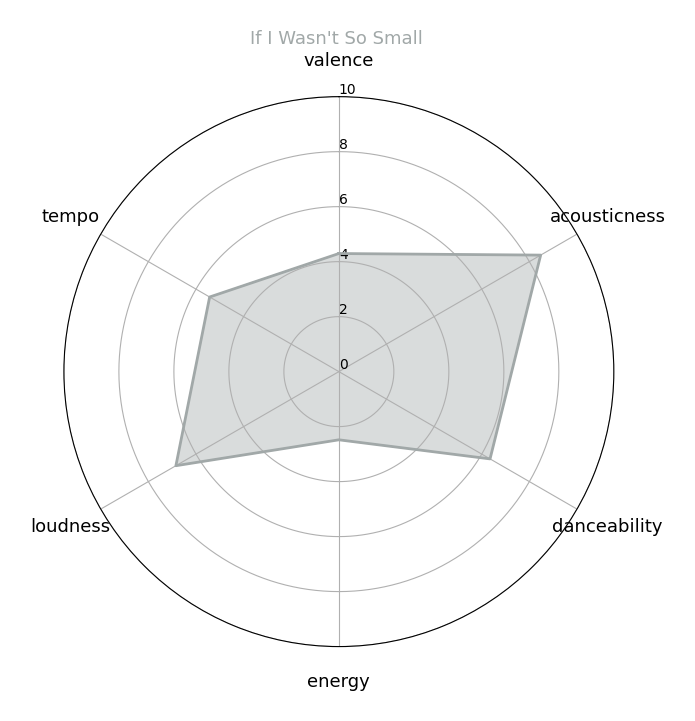 If I Wasn't So Small
valence
10
8
tempo
acousticness
6
4
2
0
loudness
danceability
energy